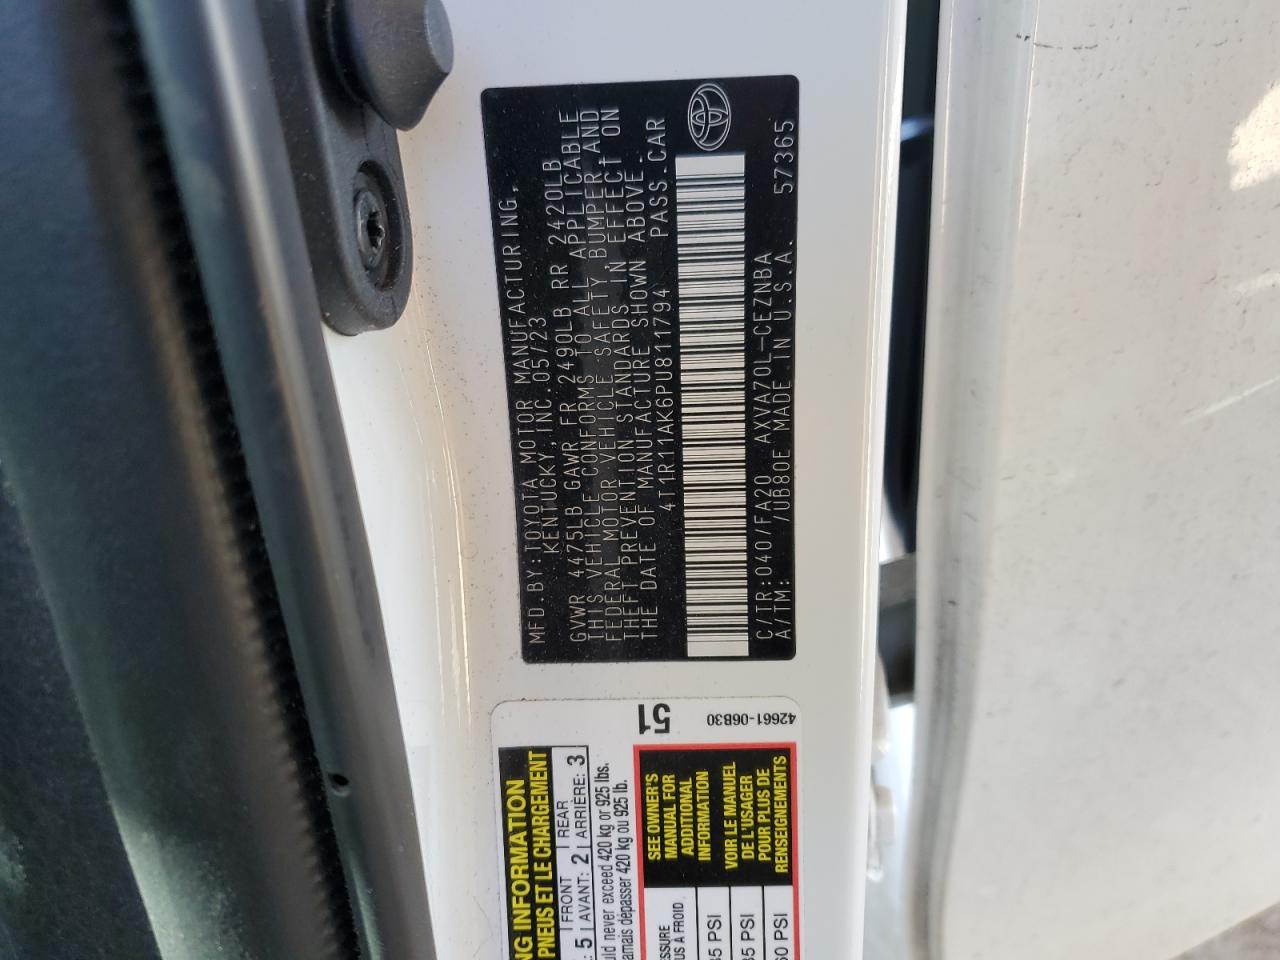 MFD. BY: TOYOTA MOTOR MANUFACTURING,
KENTUCKY, INC. 05/23
GVWR 4475LB GAWR FR 2490LB RR 2420LB
THIS VEHICLE CONFORMS TO ALL APPLICABLE
FEDERAL MOTOR VEHICLE SAFETY, BUMPER, AND
THEFT PREVENTION STANDARDS IN EFFECT ON
THE DATE OF MANUFACTURE SHOWN ABOVE.
4T1R11AK6PU811794 PASS. CAR
C/TR: 040/FA20 AXVA70L-CEZNBA 57365
A/TM: /UB80E MADE IN U.S.A.
51
42661-06B30
NG INFORMATION
PNEUS ET LE CHARGEMENT
5 FRONT AVANT: 2 REAR ARRIÈRE: 3
never exceed 420 kg or 925 lbs.
jamais dépasser 420 kg ou 925 lb.
SEE OWNER'S
MANUAL FOR
ADDITIONAL
INFORMATION
VOIR LE MANUEL
DE L'USAGER
POUR PLUS DE
RENSEIGNEMENTS
À FROID
PSI
PSI
PSI